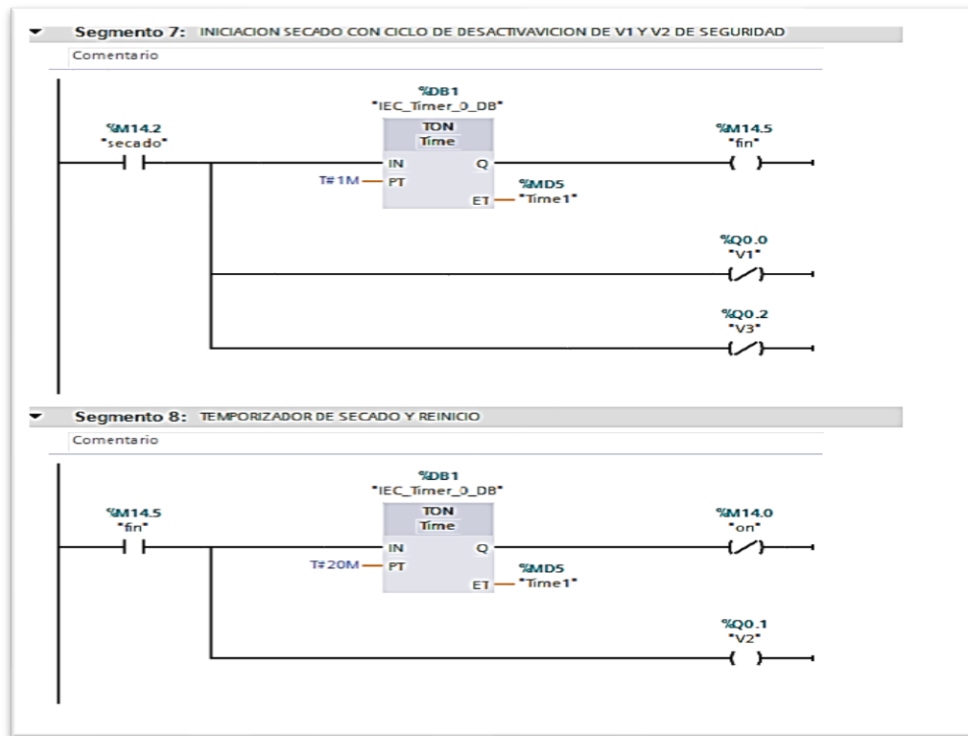 Segmento 7: INICIACION SECADO CON CICLO DE DESACTIVAVICION DE V1 Y V2 DE SEGURIDAD
Comentario
%DB1
"IEC_Timer_0_DB"
%M14.2
"secado"
TON
Time
%M14.5
"fin"
IN
Q
T#1M
PT
%MD5
ET
"Time1"
%Q0.0
"V1"
%Q0.2
"V3"
Segmento 8: TEMPORIZADOR DE SECADO Y REINICIO
Comentario
%DB1
"IEC_Timer_0_DB"
%M14.5
"fin"
TON
Time
%M14.0
"on"
IN
Q
T#20M
PT
%MD5
ET
"Time1"
%Q0.1
"V2"